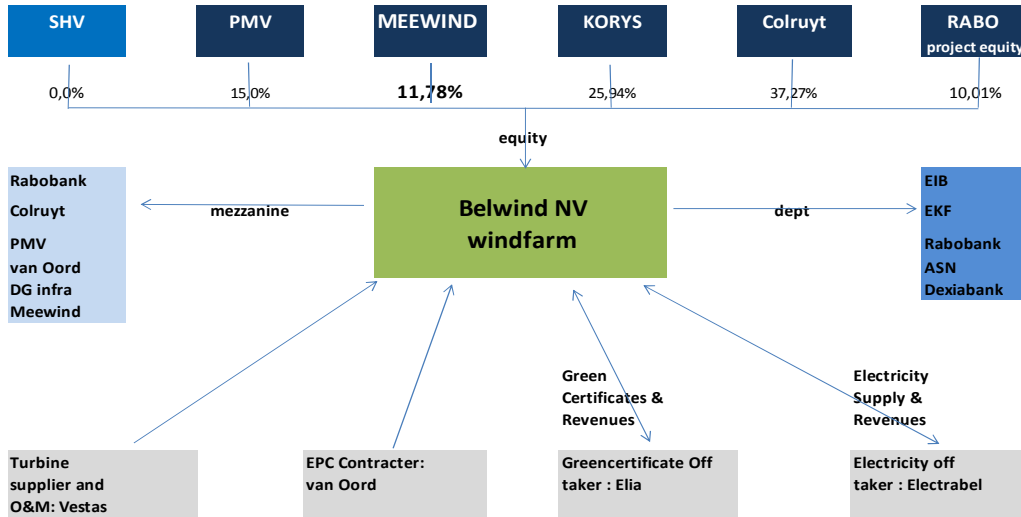 SHV
PMV
MEEWIND
KORYS
Colruyt
RABO
project equity
0,0%
15,0%
11,78%
25,94%
37,27%
10,01%
equity
Rabobank
Colruyt
PMV
van Oord
DG infra
Meewind
mezzanine
Belwind NV
windfarm
dept
EIB
EKF
Rabobank
ASN
Dexiabank
Green
Certificates &
Revenues
Electricity
Supply &
Revenues
Turbine
supplier and
O&M: Vestas
EPC Contracter:
van Oord
Greencertificate Off
taker : Elia
Electricity off
taker : Electrabel